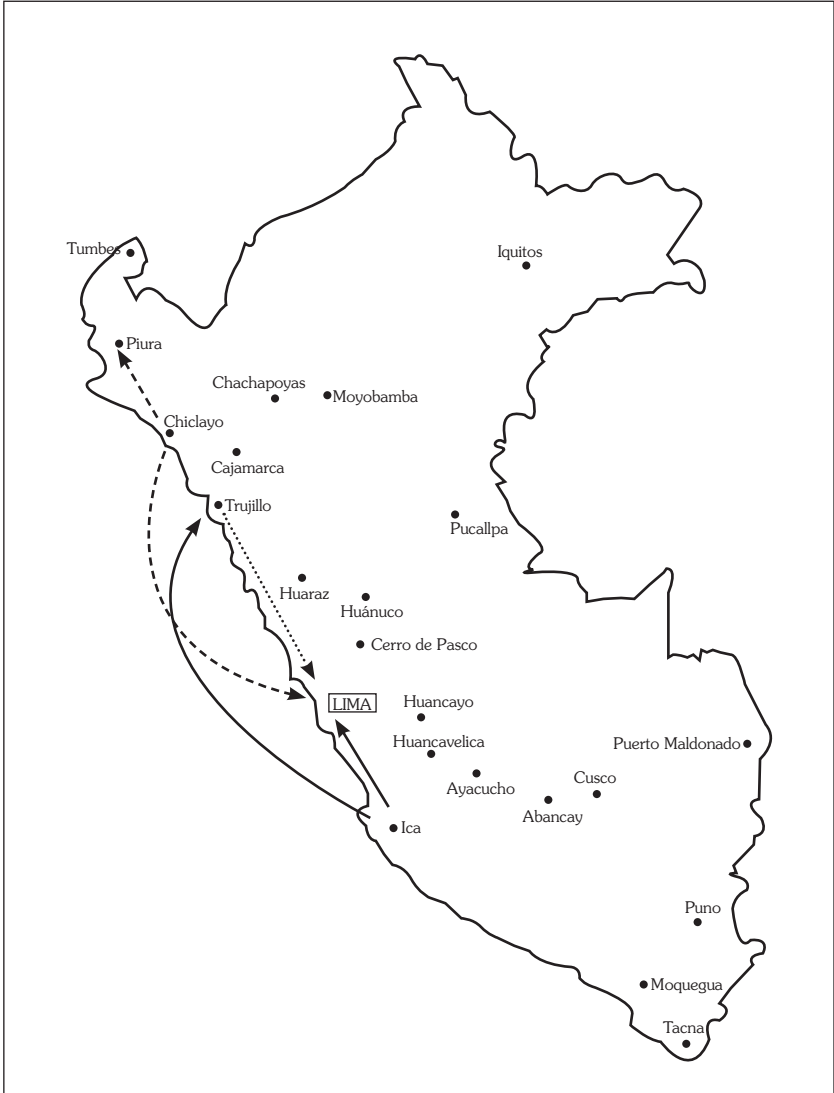 Tumbes
Iquitos
Piura
Chachapoyas
Moyobamba
Chiclayo
Cajamarca
Trujillo
Pucallpa
Huaraz
Huánuco
Cerro de Pasco
LIMA
Huancayo
Huancavelica
Puerto Maldonado
Ayacucho
Cusco
Abancay
Ica
Puno
Moquegua
Tacna